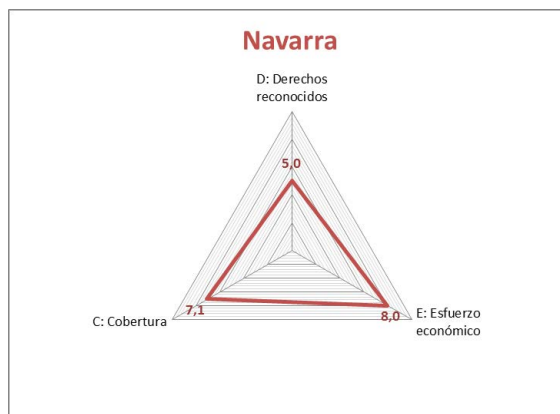 Navarra
D: Derechos
reconocidos
5,0
7,1
8,0
C: Cobertura
E: Esfuerzo
económico